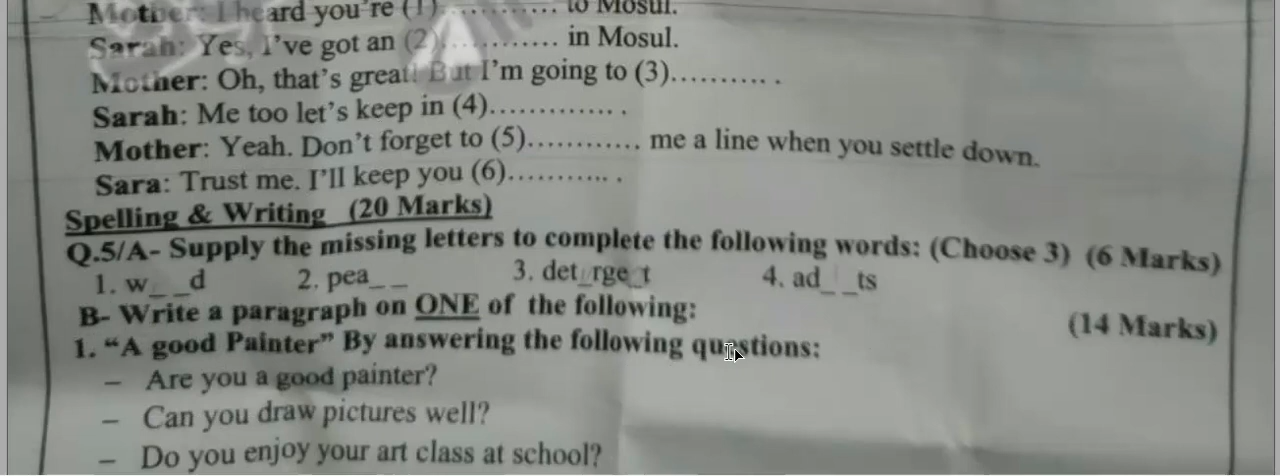 Mother: I heard you're (1)............ to Mosul.
Sarah: Yes, I've got an (2)............ in Mosul.
Mother: Oh, that's great! But I'm going to (3).......... .
Sarah: Me too let's keep in (4)............. .
Mother: Yeah. Don't forget to (5)............ me a line when you settle down.
Sara: Trust me. I'll keep you (6)........... .
Spelling & Writing (20 Marks)
Q.5/A- Supply the missing letters to complete the following words: (Choose 3) (6 Marks)
1. w_ _d 2. pea_ _ 3. det_rge_t 4. ad_ _ts
B- Write a paragraph on ONE of the following: (14 Marks)
1. “A good Painter” By answering the following questions:
– Are you a good painter?
– Can you draw pictures well?
– Do you enjoy your art class at school?